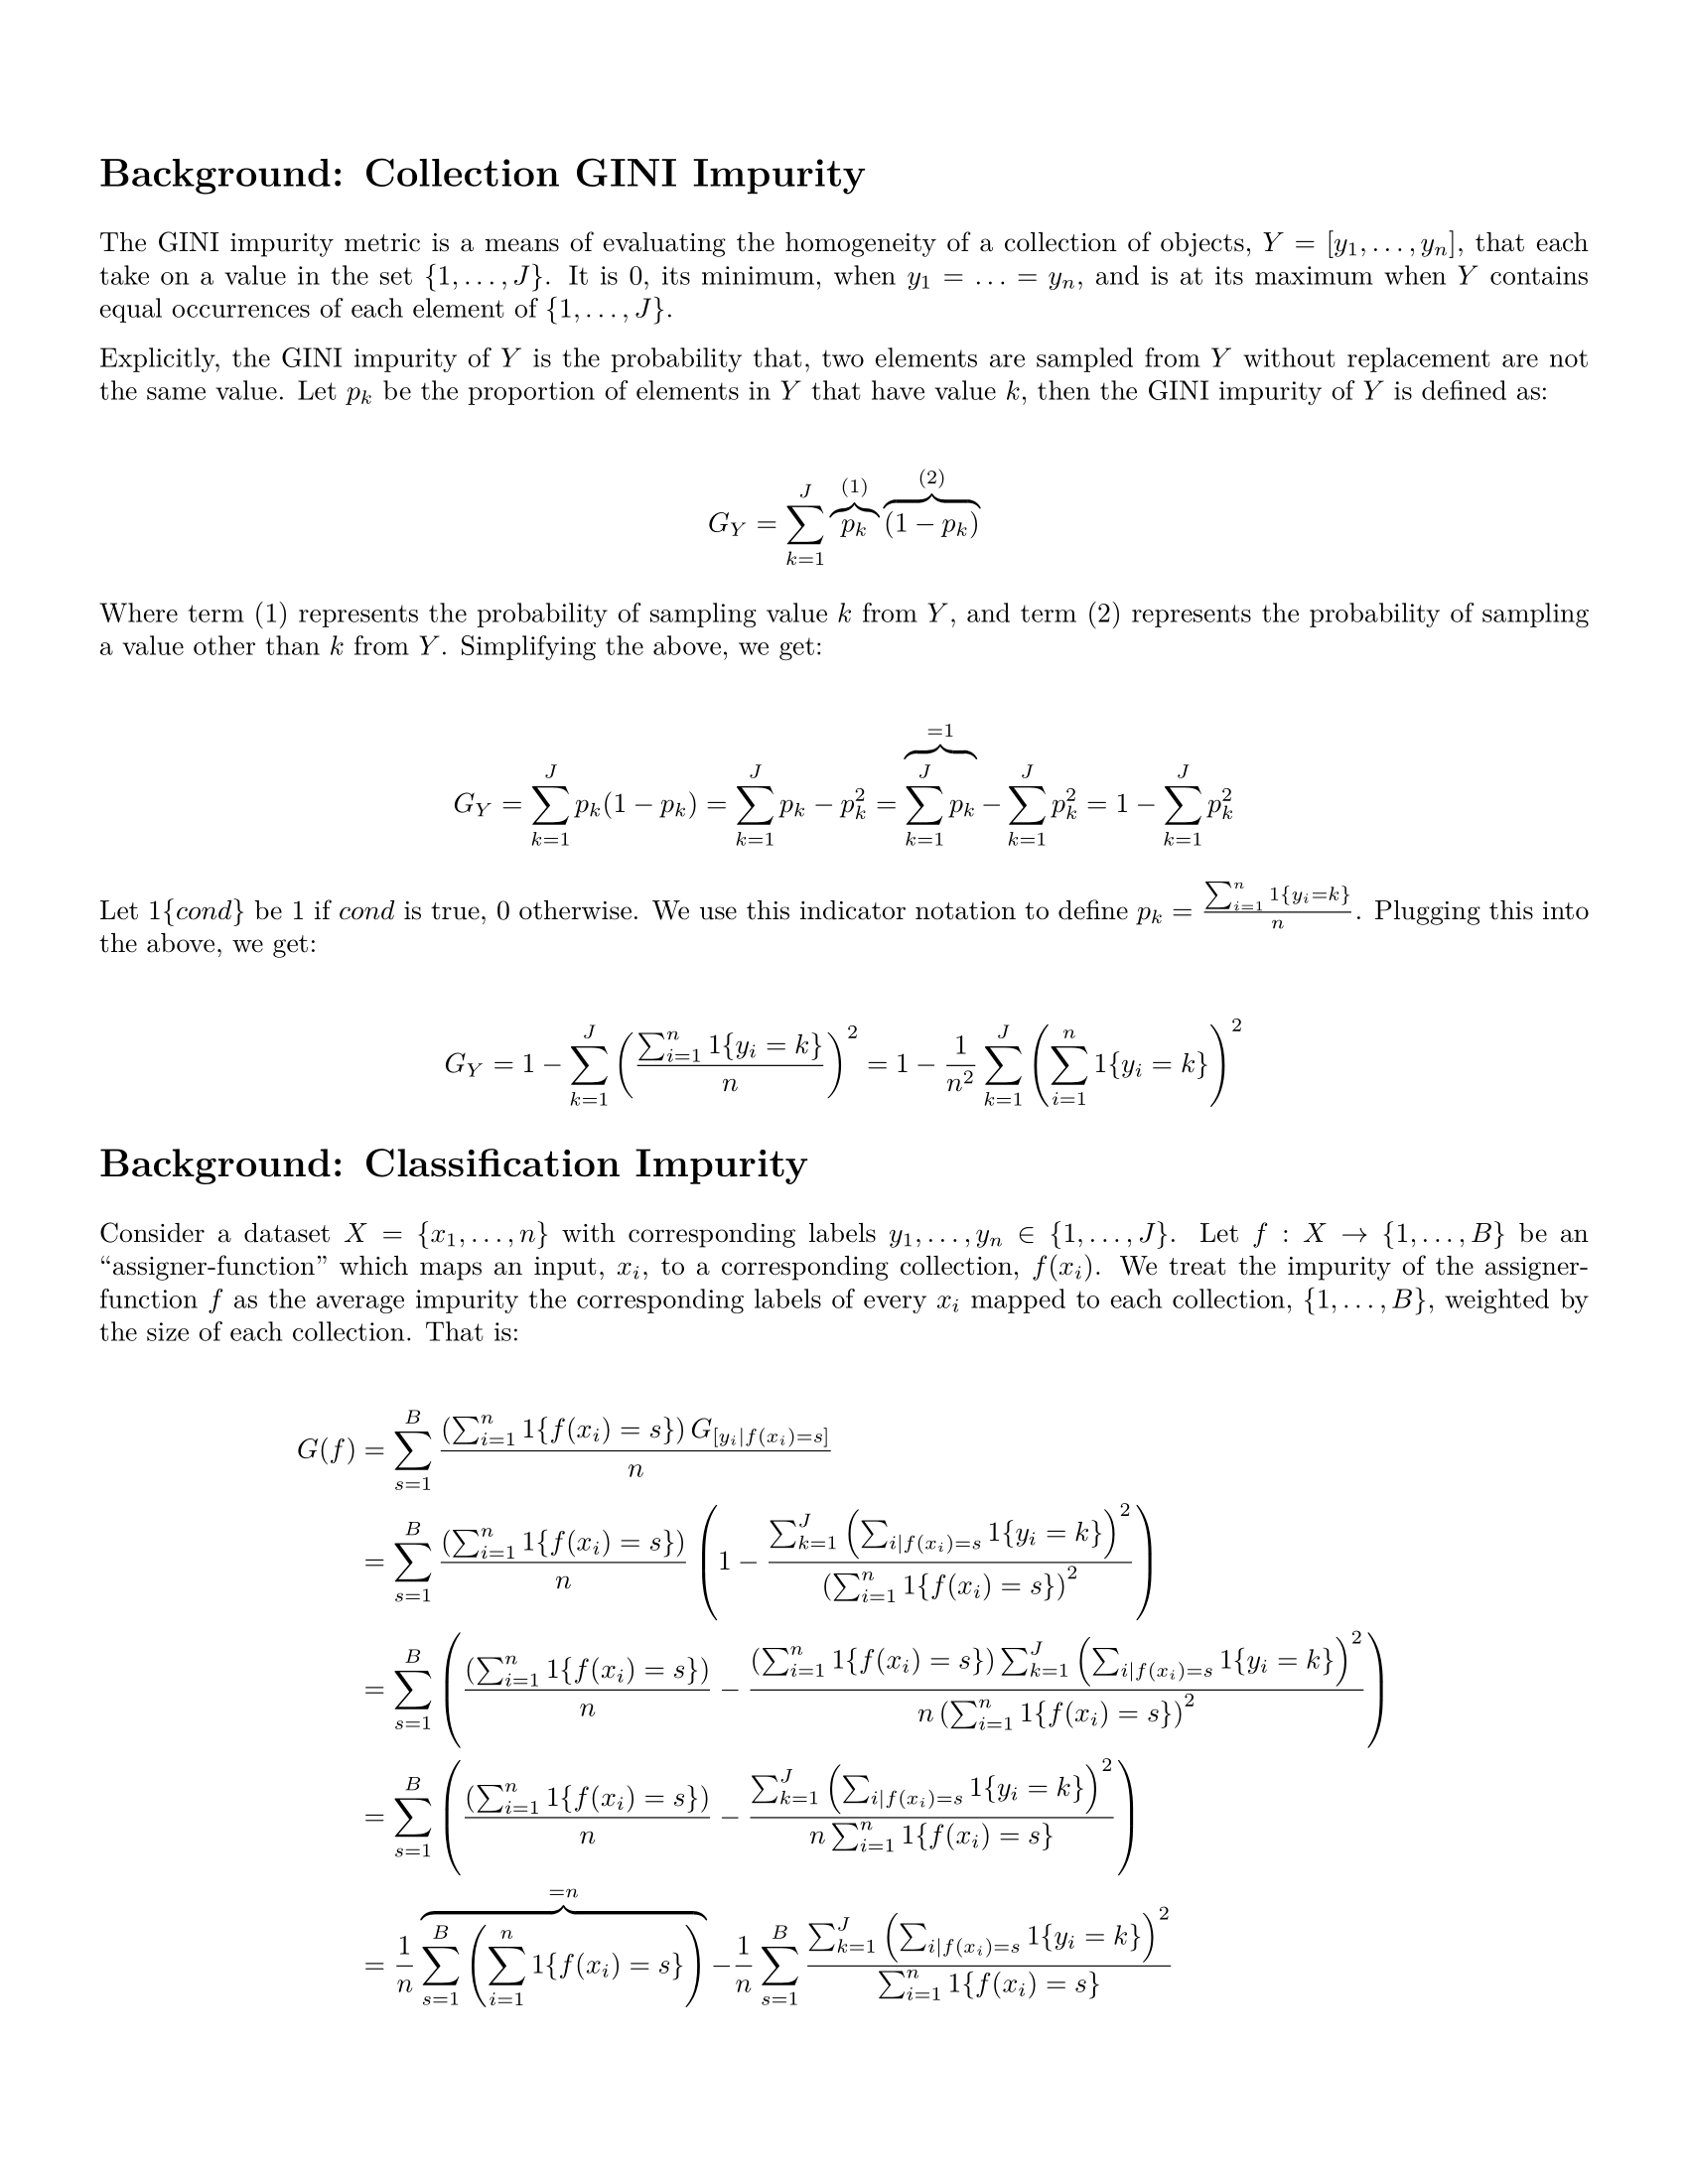 Background: Collection GINI Impurity
The GINI impurity metric is a means of evaluating the homogeneity of a collection of objects, $Y = [y_1, \ldots, y_n]$, that each
take on a value in the set $\{1, \ldots, J\}$. It is 0, its minimum, when $y_1 = \ldots = y_n$, and is at its maximum when $Y$ contains
equal occurrences of each element of $\{1, \ldots, J\}$.
Explicitly, the GINI impurity of $Y$ is the probability that, two elements are sampled from $Y$ without replacement are not
the same value. Let $p_k$ be the proportion of elements in $Y$ that have value $k$, then the GINI impurity of $Y$ is defined as:
$G_Y = \sum_{k=1}^{J} \overbrace{p_k}^{(1)} \overbrace{(1 - p_k)}^{(2)}$
Where term (1) represents the probability of sampling value $k$ from $Y$, and term (2) represents the probability of sampling
a value other than $k$ from $Y$. Simplifying the above, we get:
$G_Y = \sum_{k=1}^{J} p_k(1 - p_k) = \sum_{k=1}^{J} p_k - p_k^2 = \overbrace{\sum_{k=1}^{J} p_k}^{=1} - \sum_{k=1}^{J} p_k^2 = 1 - \sum_{k=1}^{J} p_k^2$
Let $1\{cond\}$ be 1 if $cond$ is true, 0 otherwise. We use this indicator notation to define $p_k = \frac{\sum_{i=1}^{n} 1\{y_i = k\}}{n}$. Plugging this into
the above, we get:
$G_Y = 1 - \sum_{k=1}^{J} \left( \frac{\sum_{i=1}^{n} 1\{y_i = k\}}{n} \right)^2 = 1 - \frac{1}{n^2} \sum_{k=1}^{J} \left( \sum_{i=1}^{n} 1\{y_i = k\} \right)^2$
Background: Classification Impurity
Consider a dataset $X = \{x_1, \ldots, n\}$ with corresponding labels $y_1, \ldots, y_n \in \{1, \ldots, J\}$. Let $f : X \to \{1, \ldots, B\}$ be an
“assigner-function” which maps an input, $x_i$, to a corresponding collection, $f(x_i)$. We treat the impurity of the assigner-
function $f$ as the average impurity the corresponding labels of every $x_i$ mapped to each collection, $\{1, \ldots, B\}$, weighted by
the size of each collection. That is:
$G(f) = \sum_{s=1}^{B} \frac{\left(\sum_{i=1}^{n} 1\{f(x_i) = s\}\right) G_{[y_i | f(x_i) = s]}}{n}$
$= \sum_{s=1}^{B} \frac{\left(\sum_{i=1}^{n} 1\{f(x_i) = s\}\right)}{n} \left( 1 - \frac{\sum_{k=1}^{J} \left( \sum_{i | f(x_i) = s} 1\{y_i = k\} \right)^2}{\left(\sum_{i=1}^{n} 1\{f(x_i) = s\}\right)^2} \right)$
$= \sum_{s=1}^{B} \left( \frac{\left(\sum_{i=1}^{n} 1\{f(x_i) = s\}\right)}{n} - \frac{\left(\sum_{i=1}^{n} 1\{f(x_i) = s\}\right) \sum_{k=1}^{J} \left( \sum_{i | f(x_i) = s} 1\{y_i = k\} \right)^2}{n \left(\sum_{i=1}^{n} 1\{f(x_i) = s\}\right)^2} \right)$
$= \sum_{s=1}^{B} \left( \frac{\left(\sum_{i=1}^{n} 1\{f(x_i) = s\}\right)}{n} - \frac{\sum_{k=1}^{J} \left( \sum_{i | f(x_i) = s} 1\{y_i = k\} \right)^2}{n \sum_{i=1}^{n} 1\{f(x_i) = s\}} \right)$
$= \frac{1}{n} \overbrace{\sum_{s=1}^{B} \left( \sum_{i=1}^{n} 1\{f(x_i) = s\} \right)}^{=n} - \frac{1}{n} \sum_{s=1}^{B} \frac{\sum_{k=1}^{J} \left( \sum_{i | f(x_i) = s} 1\{y_i = k\} \right)^2}{\sum_{i=1}^{n} 1\{f(x_i) = s\}}$